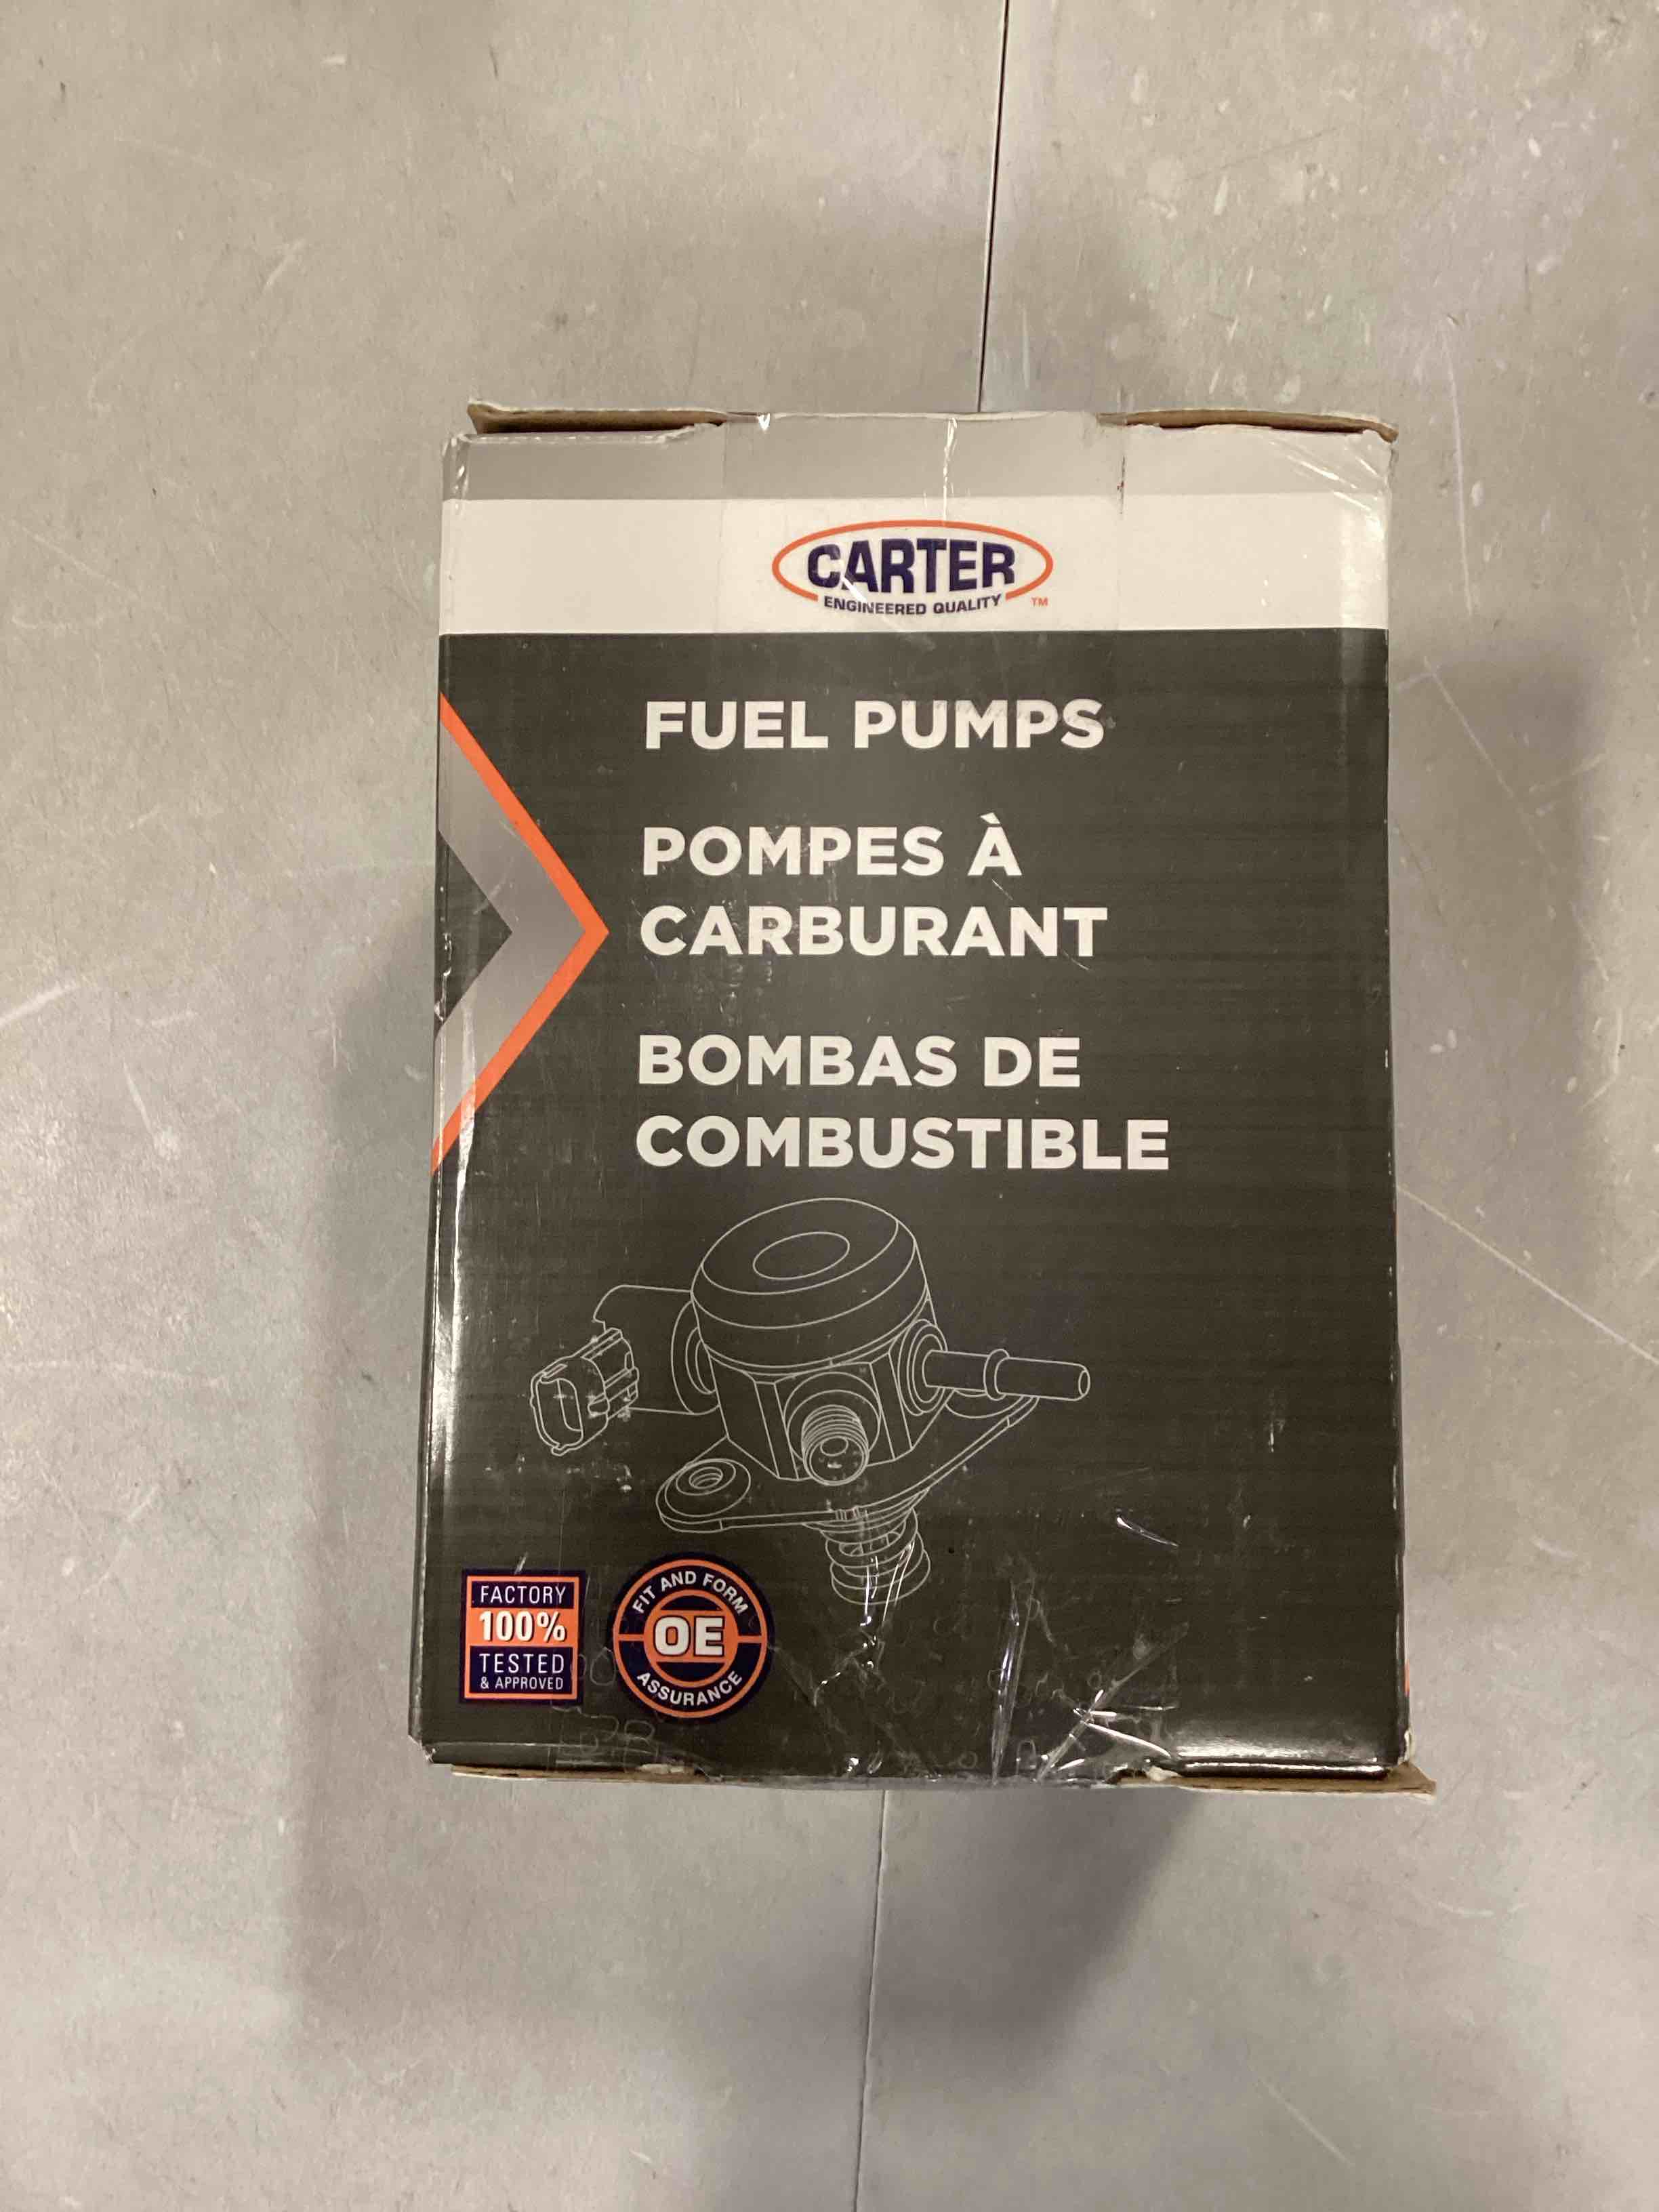 CARTER
ENGINEERED QUALITY
TM
FUEL PUMPS
POMPES À
CARBURANT
BOMBAS DE
COMBUSTIBLE
FACTORY
100%
TESTED
& APPROVED
FIT AND FORM
OE
ASSURANCE